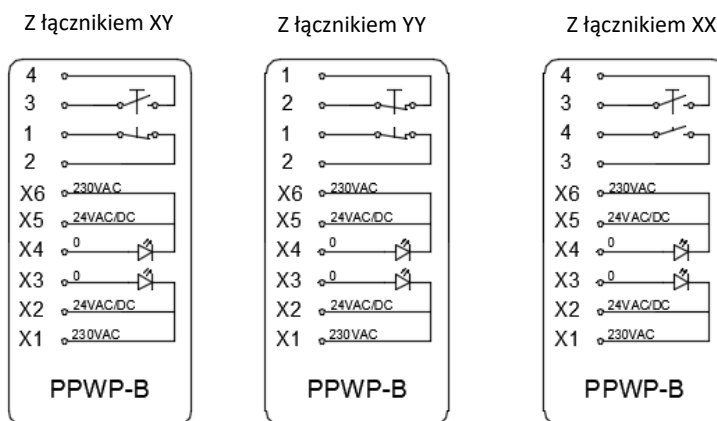 Z łącznikiem XY
4
3
1
2
X6 230VAC
X5 24VAC/DC
X4 0
X3 0
X2 24VAC/DC
X1 230VAC
PPWP-B
Z łącznikiem YY
1
2
1
2
X6 230VAC
X5 24VAC/DC
X4 0
X3 0
X2 24VAC/DC
X1 230VAC
PPWP-B
Z łącznikiem XX
4
3
4
3
X6 230VAC
X5 24VAC/DC
X4 0
X3 0
X2 24VAC/DC
X1 230VAC
PPWP-B